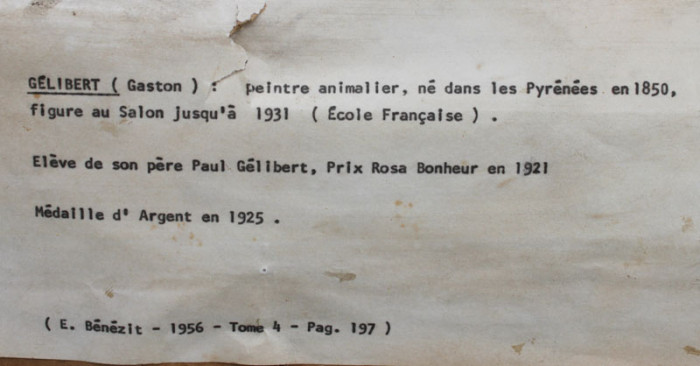 GÉLIBERT ( Gaston ) : peintre animalier, né dans les Pyrénées en 1850,
figure au Salon jusqu'à 1931 ( École Française ) .
Elève de son père Paul Gélibert, Prix Rosa Bonheur en 1921
Médaille d' Argent en 1925 .
( E. Bénézit - 1956 - Tome 4 - Pag. 197 )